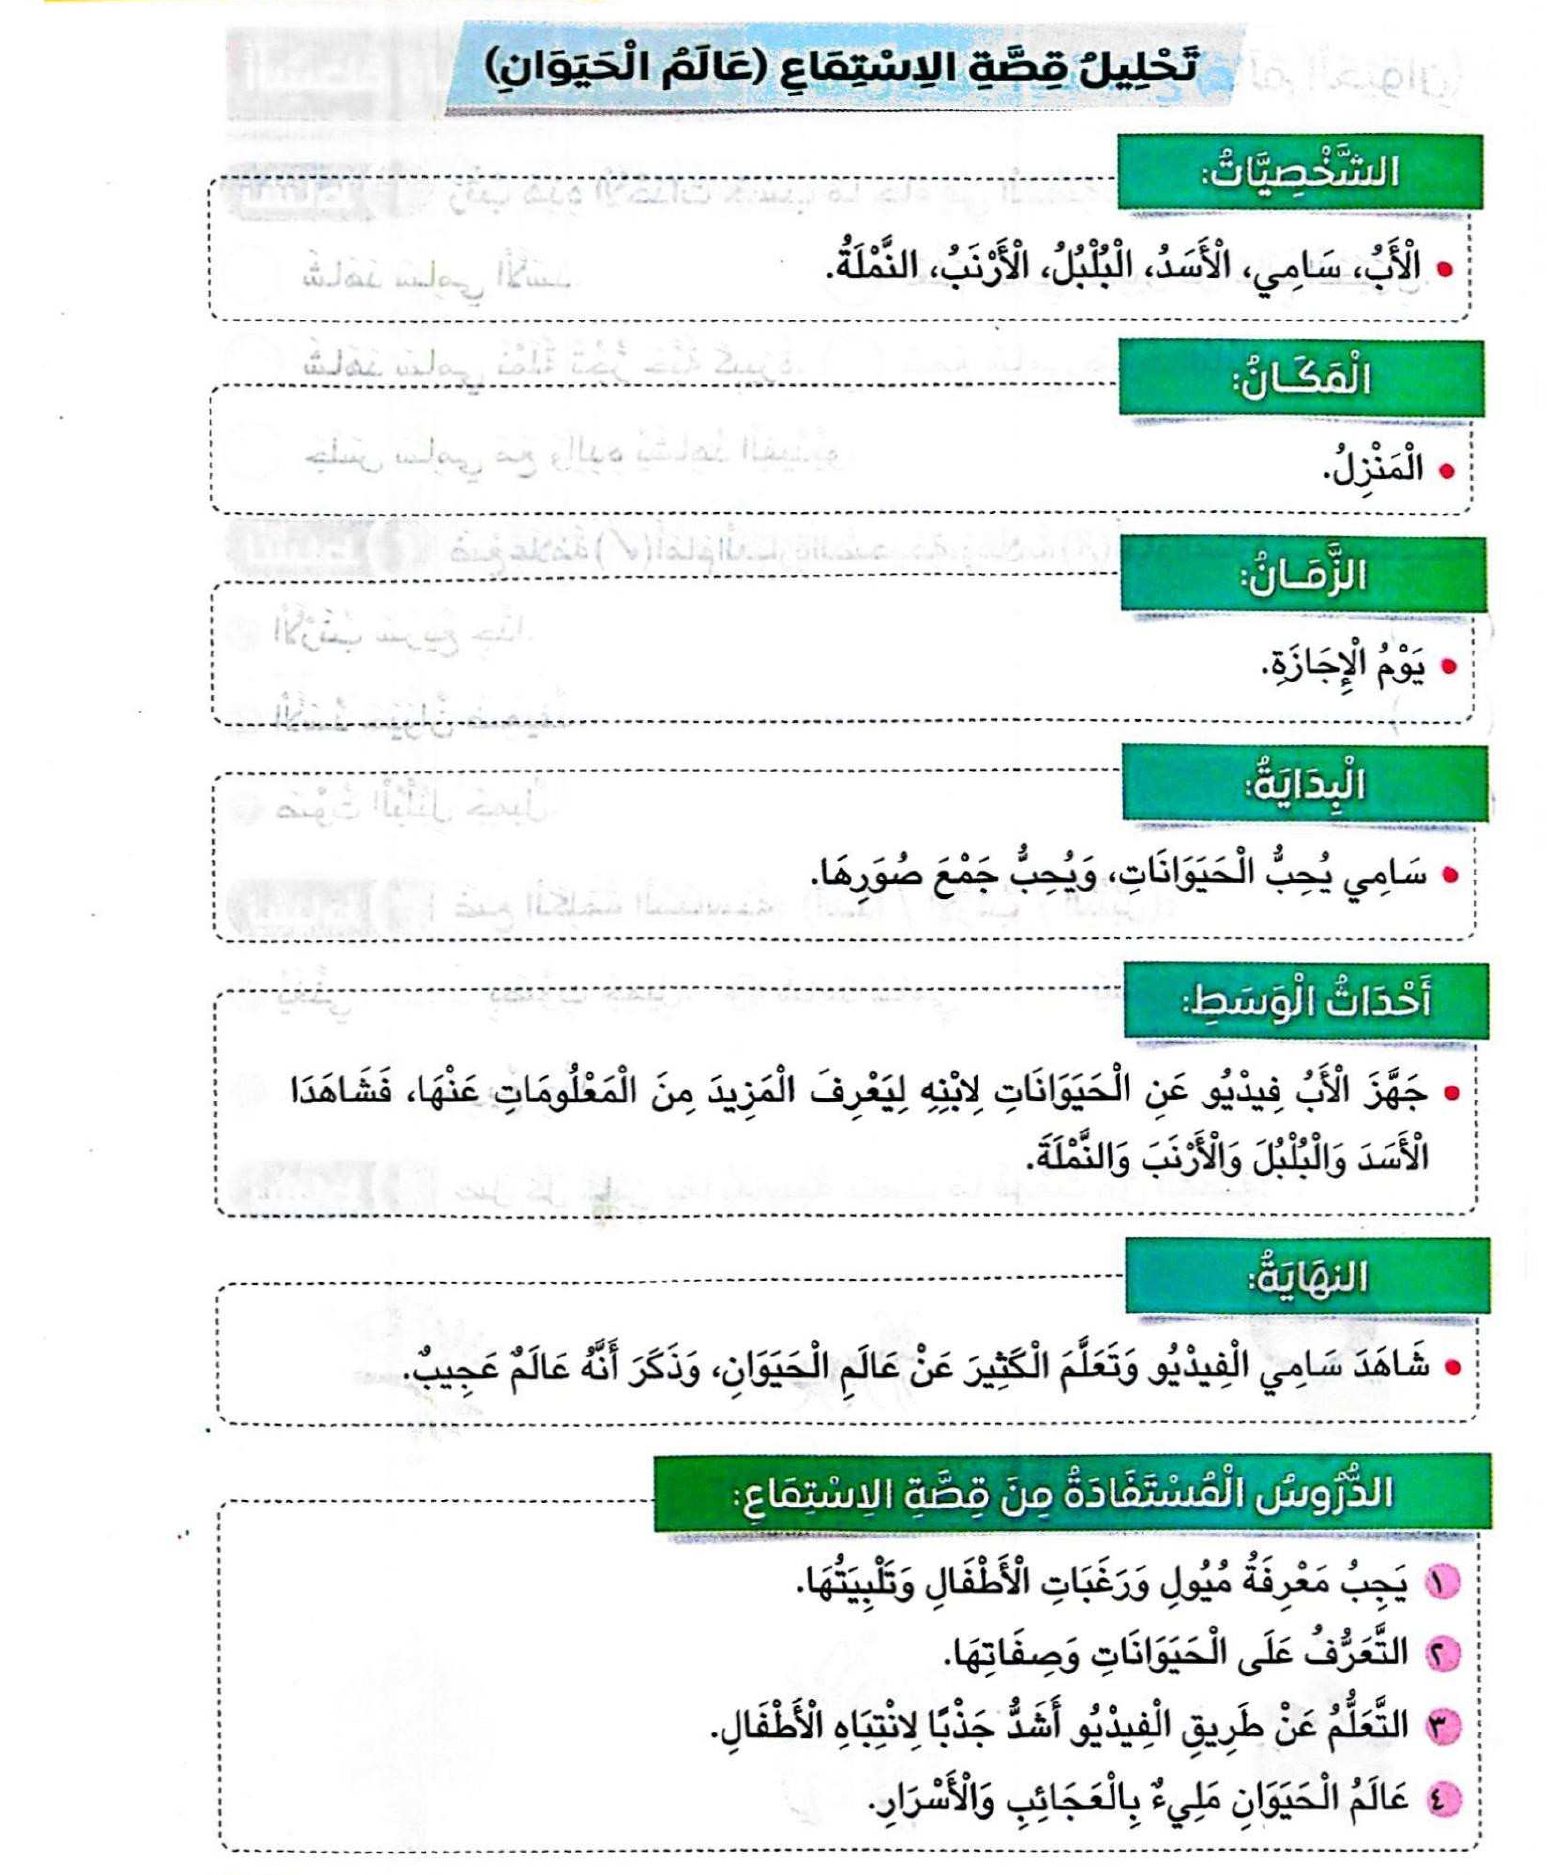 تَحْلِيلُ قِصَّةِ الِاسْتِمَاعِ (عَالَمُ الْحَيَوَانِ)
الشَّخْصِيَّاتُ:
• الْأَبُ، سَامِي، الْأَسَدُ، الْبُلْبُلُ، الْأَرْنَبُ، النَّمْلَةُ.
الْمَكَـانُ:
• الْمَنْزِلُ.
الزَّمَـانُ:
• يَوْمُ الْإِجَازَةِ.
الْبِدَايَةُ:
• سَامِي يُحِبُّ الْحَيَوَانَاتِ، وَيُحِبُّ جَمْعَ صُوَرِهَا.
أَحْدَاثُ الْوَسَطِ:
• جَهَّزَ الْأَبُ فِيدْيُو عَنِ الْحَيَوَانَاتِ لِابْنِهِ لِيَعْرِفَ الْمَزِيدَ مِنَ الْمَعْلُومَاتِ عَنْهَا، فَشَاهَدَا
الْأَسَدَ وَالْبُلْبُلَ وَالْأَرْنَبَ وَالنَّمْلَةَ.
النهَايَةُ:
• شَاهَدَ سَامِي الْفِيدْيُو وَتَعَلَّمَ الْكَثِيرَ عَنْ عَالَمِ الْحَيَوَانِ، وَذَكَرَ أَنَّهُ عَالَمٌ عَجِيبٌ.
الدُّرُوسُ الْمُسْتَفَادَةُ مِنَ قِصَّةِ الِاسْتِمَاعِ:
١ يَجِبُ مَعْرِفَةُ مُيُولِ وَرَغَبَاتِ الْأَطْفَالِ وَتَلْبِيَتُهَا.
٢ التَّعَرُّفُ عَلَى الْحَيَوَانَاتِ وَصِفَاتِهَا.
٣ التَّعَلُّمُ عَنْ طَرِيقِ الْفِيدْيُو أَشَدُّ جَذْبًا لِانْتِبَاهِ الْأَطْفَالِ.
٤ عَالَمُ الْحَيَوَانِ مَلِيءٌ بِالْعَجَائِبِ وَالْأَسْرَارِ.